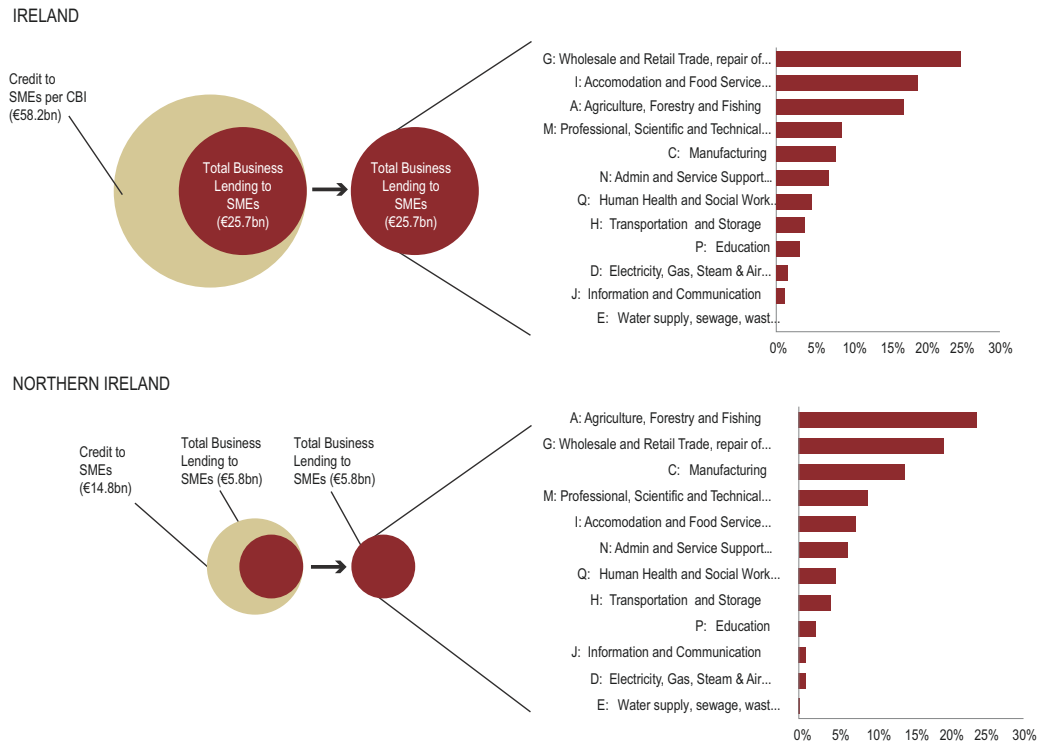 IRELAND
Credit to
SMEs per CBI
(€58.2bn)
Total Business
Lending to
SMEs
(€25.7bn)
Total Business
Lending to
SMEs
(€25.7bn)
G: Wholesale and Retail Trade, repair of...
I: Accomodation and Food Service...
A: Agriculture, Forestry and Fishing
M: Professional, Scientific and Technical...
C: Manufacturing
N: Admin and Service Support...
Q: Human Health and Social Work...
H: Transportation and Storage
P: Education
D: Electricity, Gas, Steam & Air...
J: Information and Communication
E: Water supply, sewage, wast...
0% 5% 10% 15% 20% 25% 30%
NORTHERN IRELAND
Credit to
SMEs
(€14.8bn)
Total Business
Lending to
SMEs (€5.8bn)
Total Business
Lending to
SMEs (€5.8bn)
A: Agriculture, Forestry and Fishing
G: Wholesale and Retail Trade, repair of...
C: Manufacturing
M: Professional, Scientific and Technical...
I: Accomodation and Food Service...
N: Admin and Service Support...
Q: Human Health and Social Work...
H: Transportation and Storage
P: Education
J: Information and Communication
D: Electricity, Gas, Steam & Air...
E: Water supply, sewage, wast...
0% 5% 10% 15% 20% 25% 30%